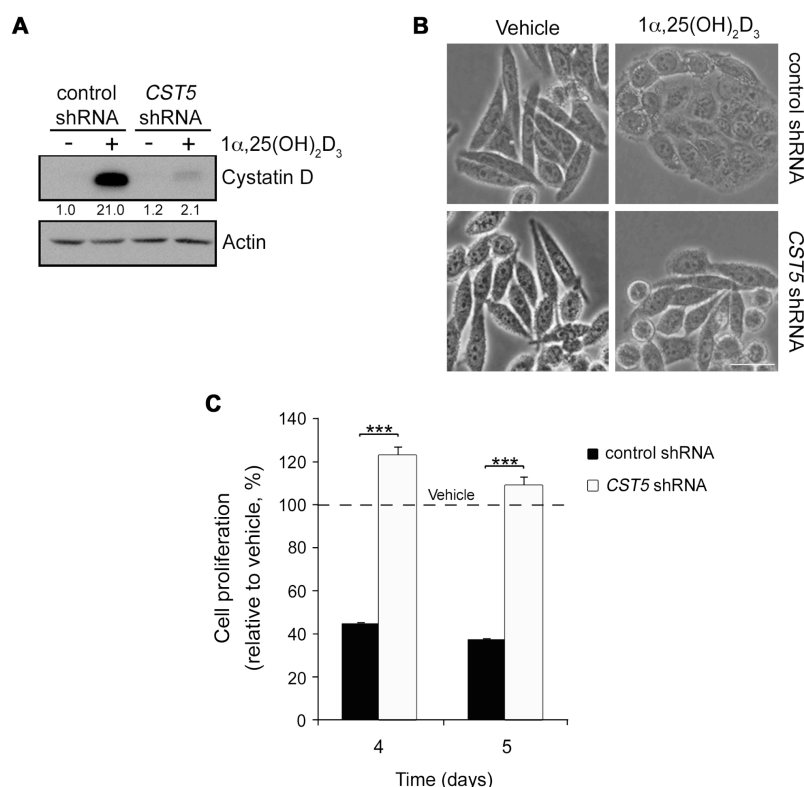 A
control shRNA
CST5 shRNA
- + - + 1α,25(OH)₂D₃
Cystatin D
1.0 21.0 1.2 2.1
Actin
B
Vehicle
1α,25(OH)₂D₃
control shRNA
CST5 shRNA
C
Cell proliferation
(relative to vehicle, %)
140
120
100
80
60
40
20
0
***
***
Vehicle
4 5
Time (days)
control shRNA
CST5 shRNA